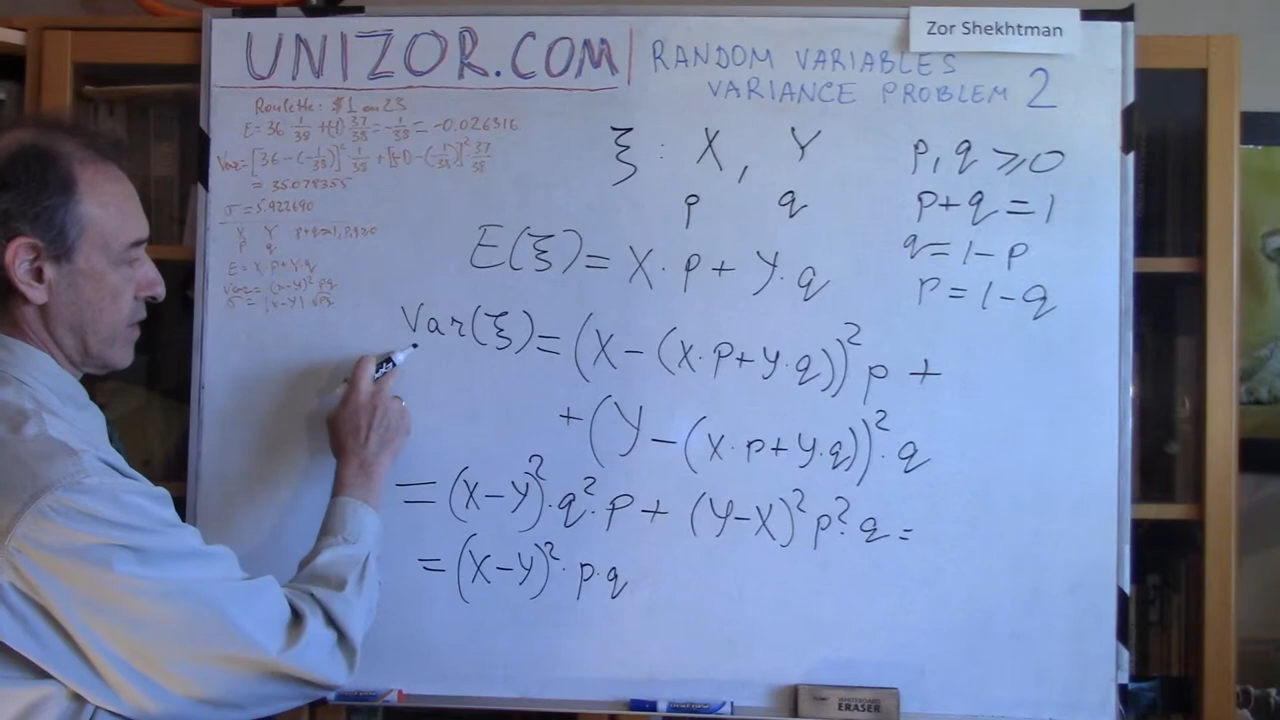 Zor Shekhtman
UNIZOR.COM
RANDOM VARIABLES
VARIANCE PROBLEM 2
Roulette: $1 on 23
E = 36·1/38 + (-1) 37/38 = -1/38 = -0.026316
Var = [36-(-1/38)]²·1/38 + [(-1)-(-1/38)]²·37/38
= 35.078355
σ = 5.922690
X Y p+q=1, p,q≥0
p q
E = X·p + Y·q
Var = (X-Y)² pq
σ = |X-Y| √pq
ξ : X, Y
p q
p, q ⩾ 0
p+q = 1
q = 1-p
p = 1-q
E(ξ) = X·p + Y·q
Var(ξ) = (X - (X·p+Y·q))² p +
+ (Y - (X·p+Y·q))²·q
= (X-Y)²·q²·p + (Y-X)² p²·q =
= (X-Y)²·p·q
ERASER